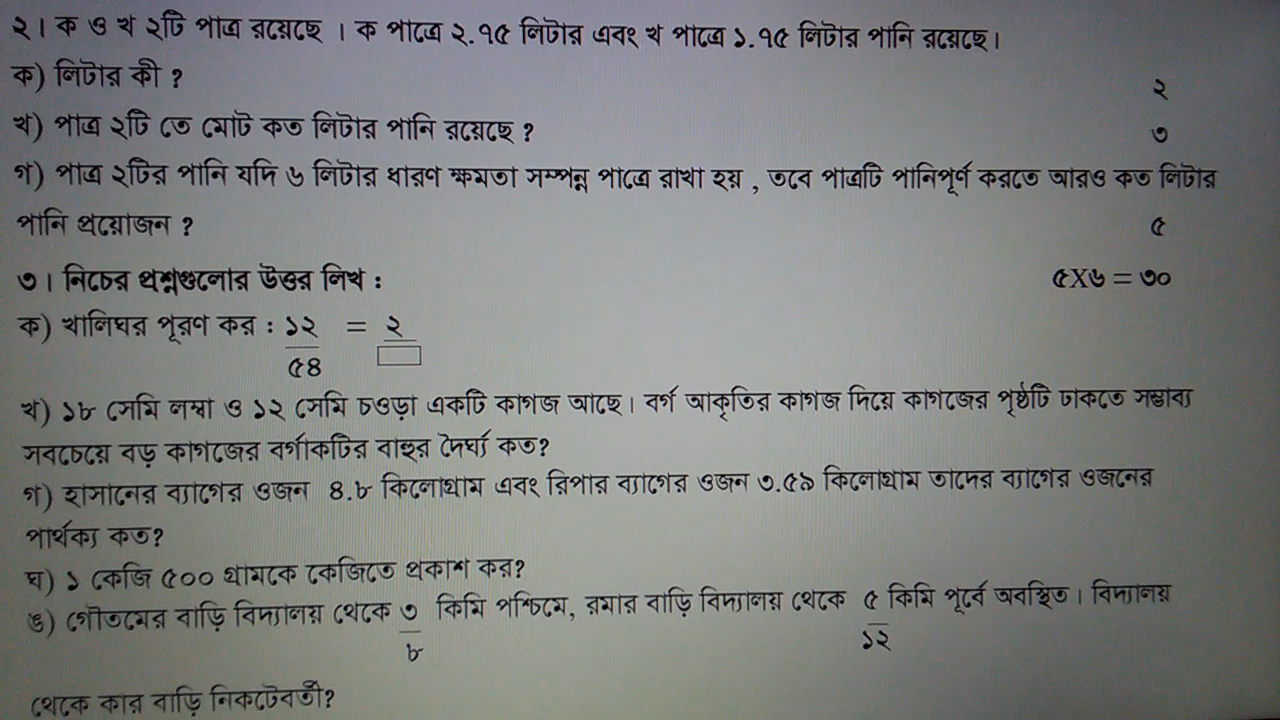 ২। ক ও খ ২টি পাত্র রয়েছে । ক পাত্রে ২.৭৫ লিটার এবং খ পাত্রে ১.৭৫ লিটার পানি রয়েছে।
ক) লিটার কী ?
২
খ) পাত্র ২টি তে মোট কত লিটার পানি রয়েছে ?
৩
গ) পাত্র ২টির পানি যদি ৬ লিটার ধারণ ক্ষমতা সম্পন্ন পাত্রে রাখা হয় , তবে পাত্রটি পানিপূর্ণ করতে আরও কত লিটার
পানি প্রয়োজন ?
৫
৩। নিচের প্রশ্নগুলোর উত্তর লিখ :
৫X৬ = ৩০
ক) খালিঘর পূরণ কর : ১২ = ২
৫৪
খ) ১৮ সেমি লম্বা ও ১২ সেমি চওড়া একটি কাগজ আছে। বর্গ আকৃতির কাগজ দিয়ে কাগজের পৃষ্ঠটি ঢাকতে সম্ভাব্য
সবচেয়ে বড় কাগজের বর্গাকটির বাহুর দৈর্ঘ্য কত?
গ) হাসানের ব্যাগের ওজন ৪.৮ কিলোগ্রাম এবং রিপার ব্যাগের ওজন ৩.৫৯ কিলোগ্রাম তাদের ব্যাগের ওজনের
পার্থক্য কত?
ঘ) ১ কেজি ৫০০ গ্রামকে কেজিতে প্রকাশ কর?
ঙ) গৌতমের বাড়ি বিদ্যালয় থেকে ৩ কিমি পশ্চিমে, রমার বাড়ি বিদ্যালয় থেকে ৫ কিমি পূর্বে অবস্থিত। বিদ্যালয়
৮ ১২
থেকে কার বাড়ি নিকটেবর্তী?